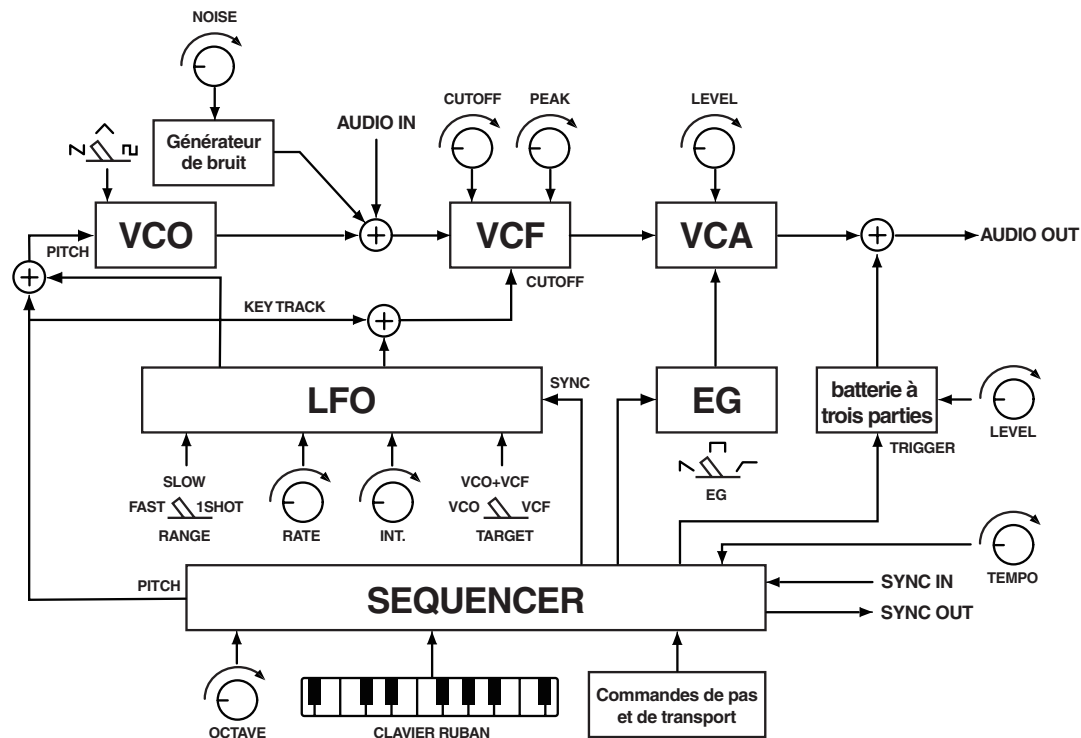 NOISE
CUTOFF
PEAK
LEVEL
AUDIO IN
Générateur
de bruit
VCO
VCF
VCA
PITCH
AUDIO OUT
CUTOFF
KEY TRACK
LFO
SYNC
EG
batterie à
trois parties
LEVEL
TRIGGER
SLOW
FAST
1SHOT
RANGE
RATE
INT.
VCO+VCF
VCO
VCF
TARGET
EG
TEMPO
PITCH
SEQUENCER
SYNC IN
SYNC OUT
OCTAVE
CLAVIER RUBAN
Commandes de pas
et de transport